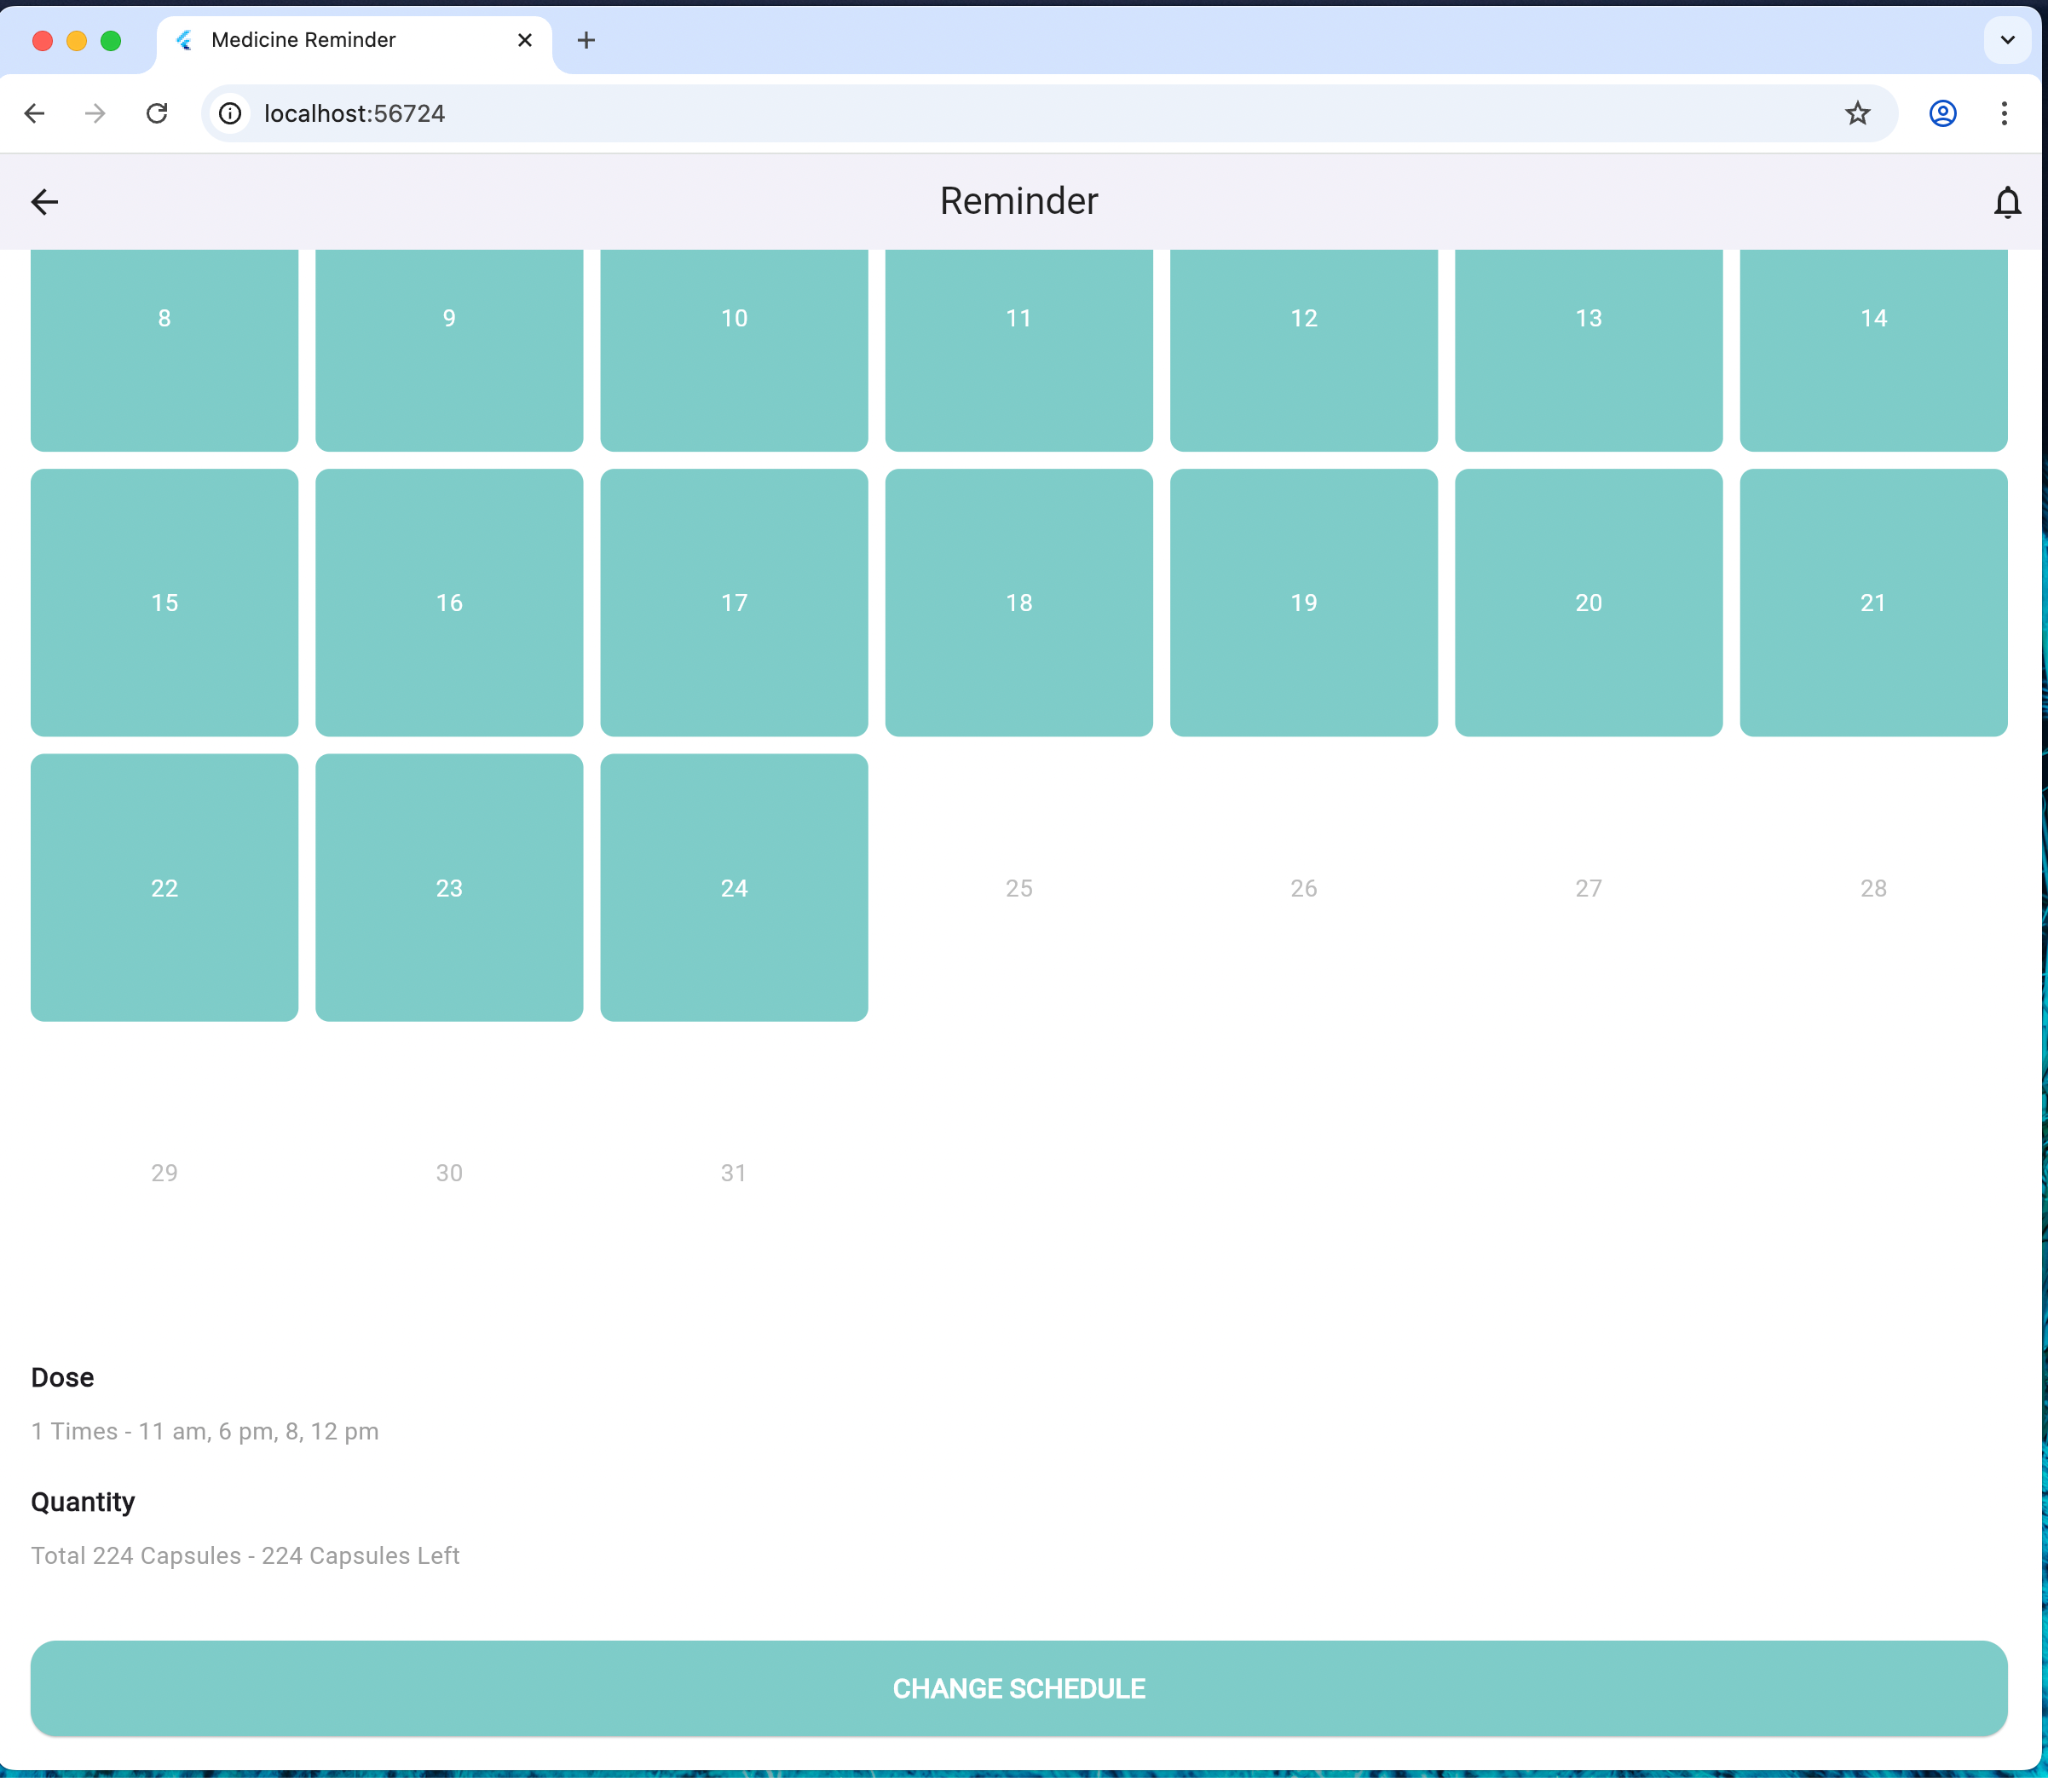 Medicine Reminder
localhost:56724
Reminder
8 9 10 11 12 13 14
15 16 17 18 19 20 21
22 23 24 25 26 27 28
29 30 31
Dose
1 Times - 11 am, 6 pm, 8, 12 pm
Quantity
Total 224 Capsules - 224 Capsules Left
CHANGE SCHEDULE